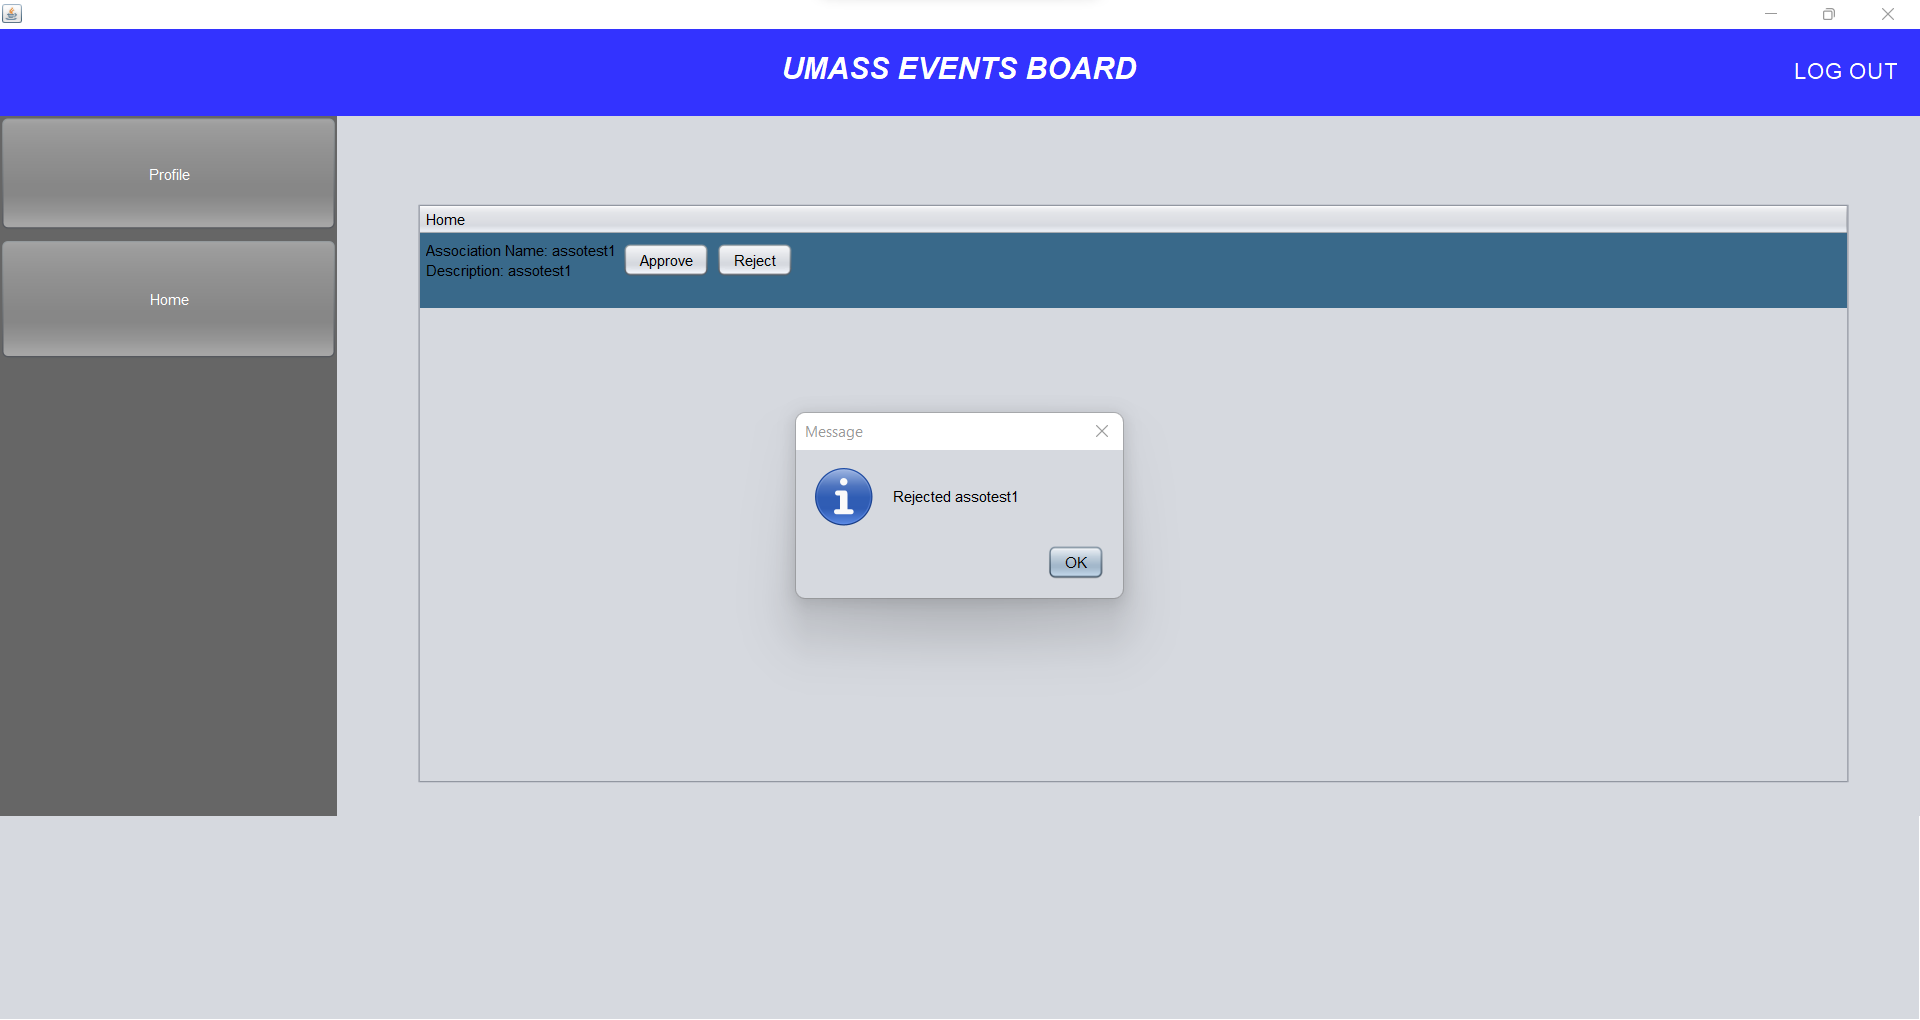 UMASS EVENTS BOARD
LOG OUT
Profile
Home
Home
Association Name: assotest1
Description: assotest1
Approve
Reject
Message
Rejected assotest1
OK